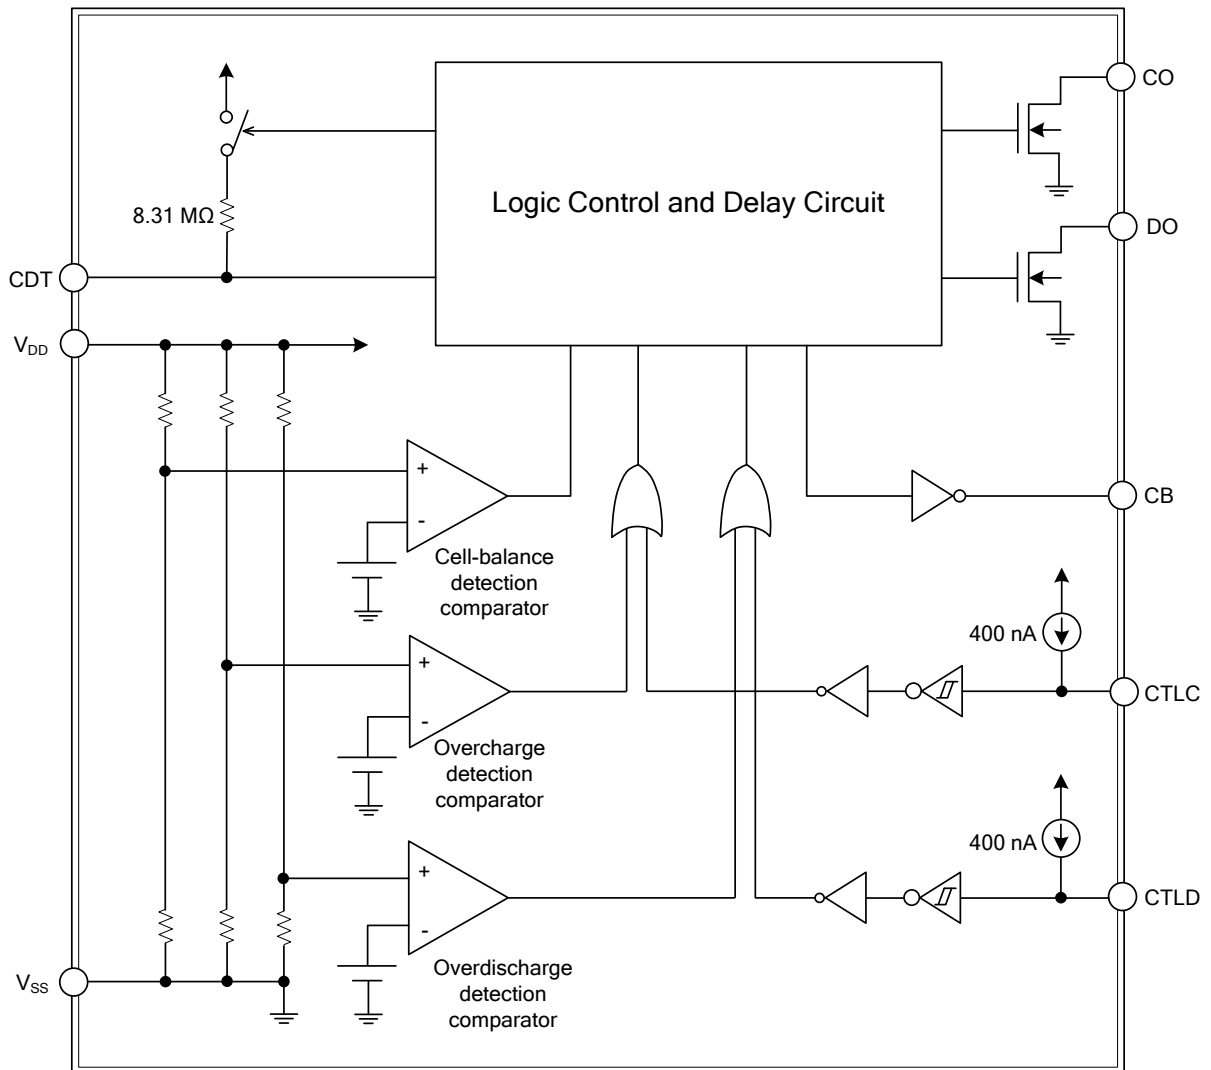 CO
Logic Control and Delay Circuit
8.31 MΩ
DO
CDT
VDD
+
-
CB
Cell-balance
detection
comparator
400 nA
+
-
CTLC
Overcharge
detection
comparator
400 nA
+
-
CTLD
Overdischarge
detection
comparator
VSS